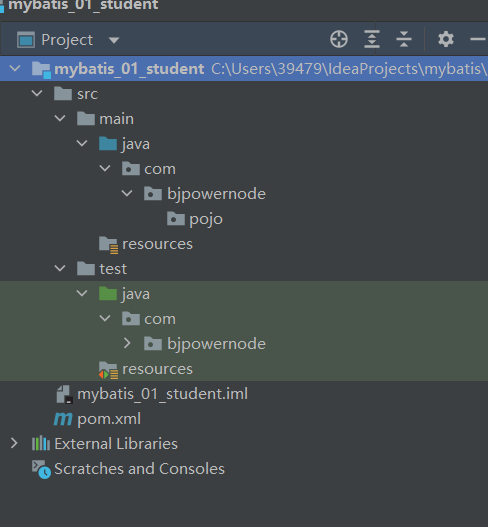 mybatis_01_student
Project
mybatis_01_student C:\Users\39479\IdeaProjects\mybatis\
src
main
java
com
bjpowernode
pojo
resources
test
java
com
bjpowernode
resources
mybatis_01_student.iml
pom.xml
External Libraries
Scratches and Consoles